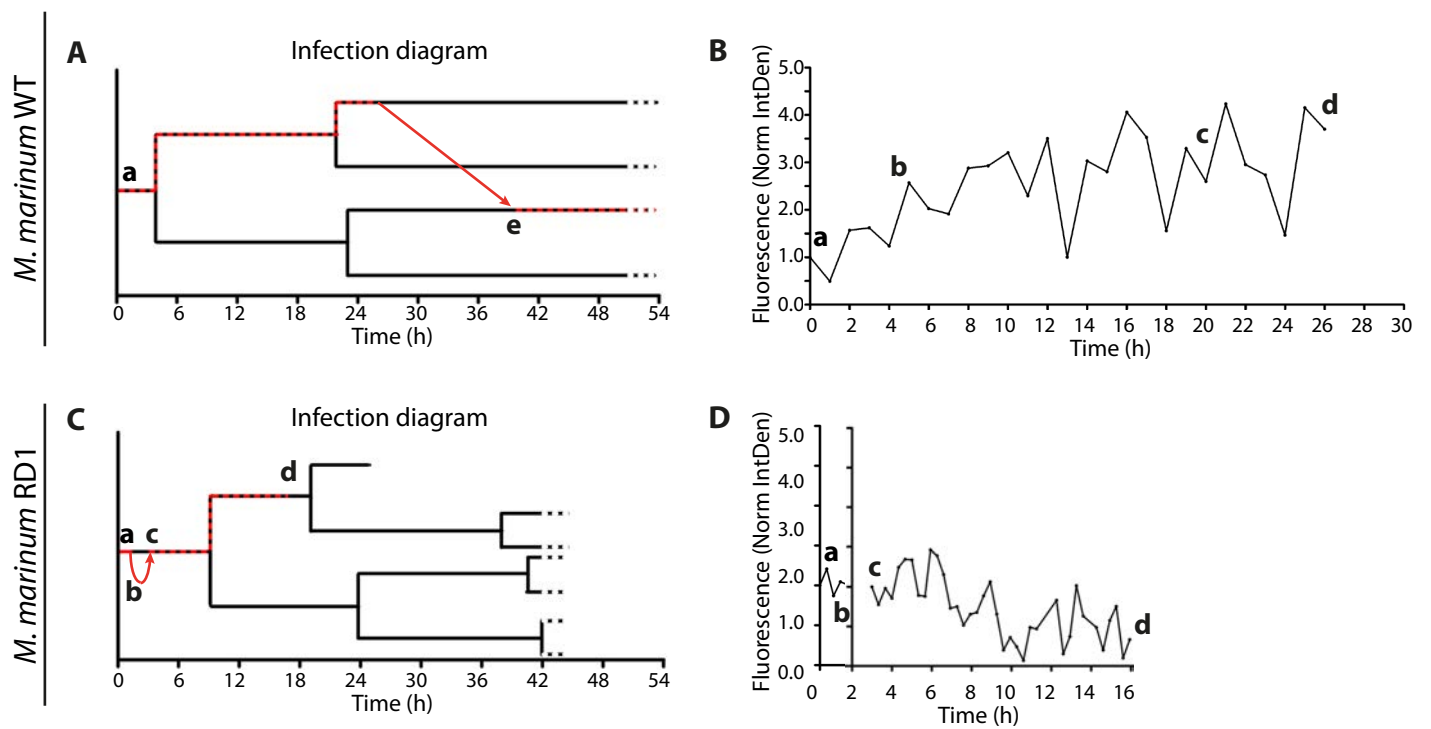 M. marinum WT
A
Infection diagram
a
e
0 6 12 18 24 30 36 42 48 54
Time (h)
B
Fluorescence (Norm IntDen)
5.0
4.0
3.0
2.0
1.0
0.0
a
b
c
d
0 2 4 6 8 10 12 14 16 18 20 22 24 26 28 30
Time (h)
M. marinum RD1
C
Infection diagram
d
a c
b
0 6 12 18 24 30 36 42 48 54
Time (h)
D
Fluorescence (Norm IntDen)
5.0
4.0
3.0
2.0
1.0
0.0
a
b
c
d
0 2 4 6 8 10 12 14 16
Time (h)